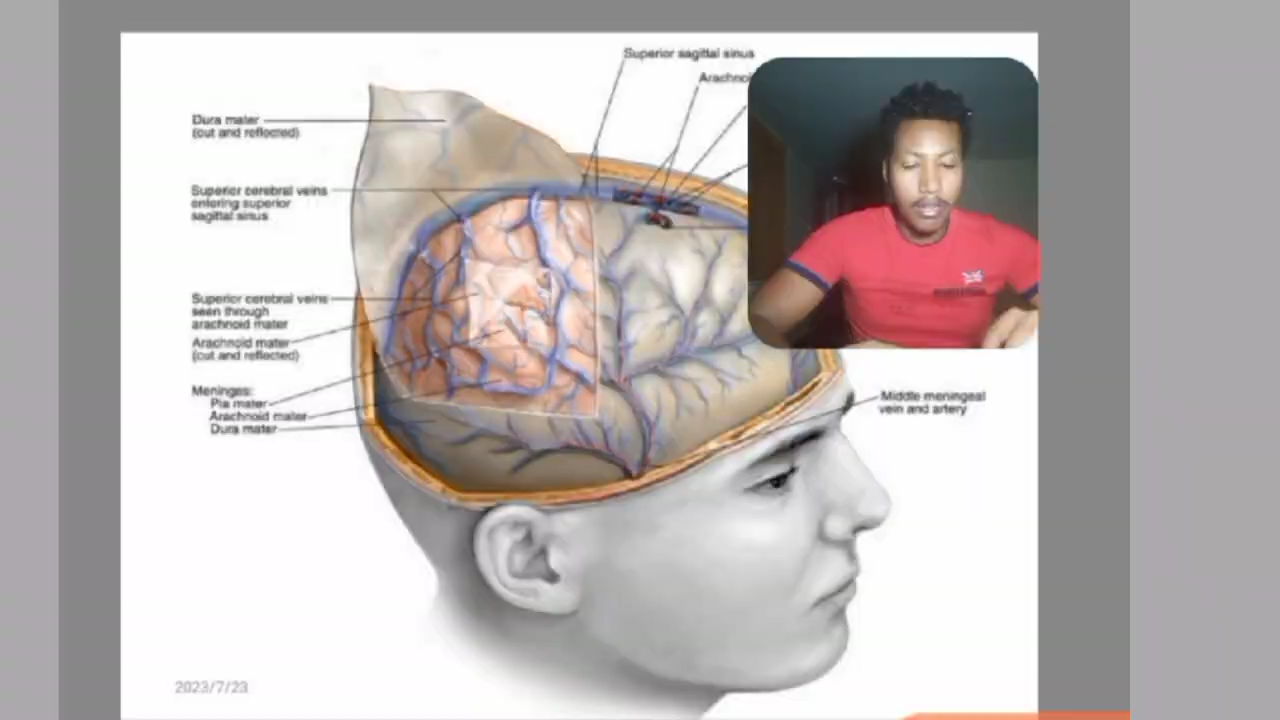 Superior sagittal sinus
Dura mater
(cut and reflected)
Superior cerebral veins
entering superior
sagittal sinus
Superior cerebral veins
seen through
arachnoid mater
Arachnoid mater
(cut and reflected)
Meninges:
Pia mater
Arachnoid mater
Dura mater
Middle meningeal
vein and artery
2023/7/23